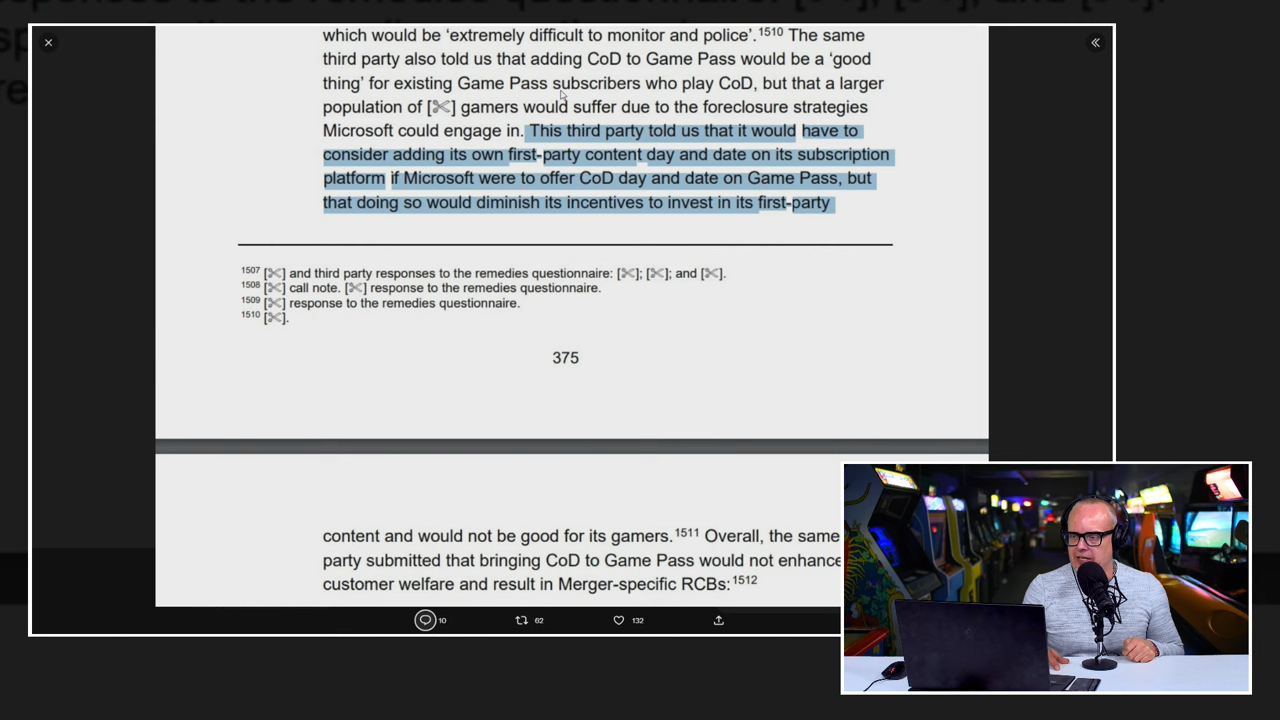 which would be ‘extremely difficult to monitor and police’.1510 The same
third party also told us that adding CoD to Game Pass would be a ‘good
thing’ for existing Game Pass subscribers who play CoD, but that a larger
population of [✂] gamers would suffer due to the foreclosure strategies
Microsoft could engage in. This third party told us that it would have to
consider adding its own first-party content day and date on its subscription
platform if Microsoft were to offer CoD day and date on Game Pass, but
that doing so would diminish its incentives to invest in its first-party
1507 [✂] and third party responses to the remedies questionnaire: [✂]; [✂]; and [✂].
1508 [✂] call note. [✂] response to the remedies questionnaire.
1509 [✂] response to the remedies questionnaire.
1510 [✂].
375
content and would not be good for its gamers.1511 Overall, the same
party submitted that bringing CoD to Game Pass would not enhance
customer welfare and result in Merger-specific RCBs:1512
10 62 132